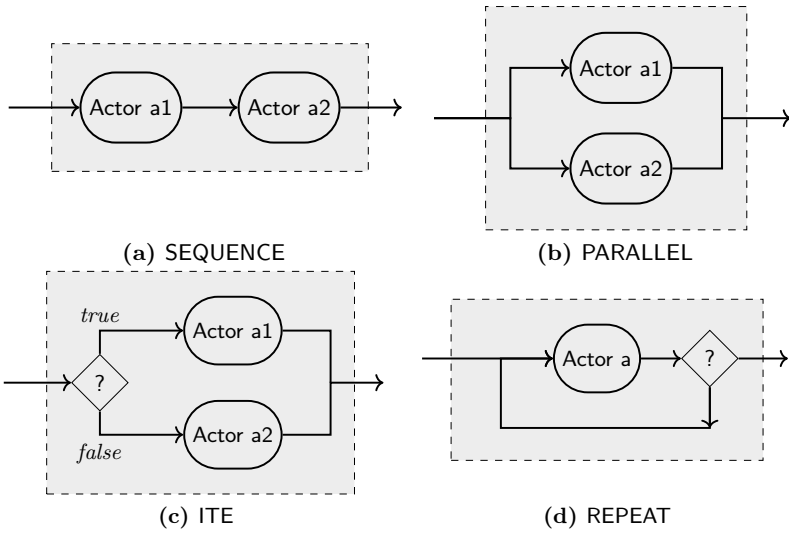 Actor a1
Actor a2
(a) SEQUENCE
Actor a1
Actor a2
(b) PARALLEL
true
Actor a1
?
Actor a2
false
(c) ITE
Actor a
?
(d) REPEAT